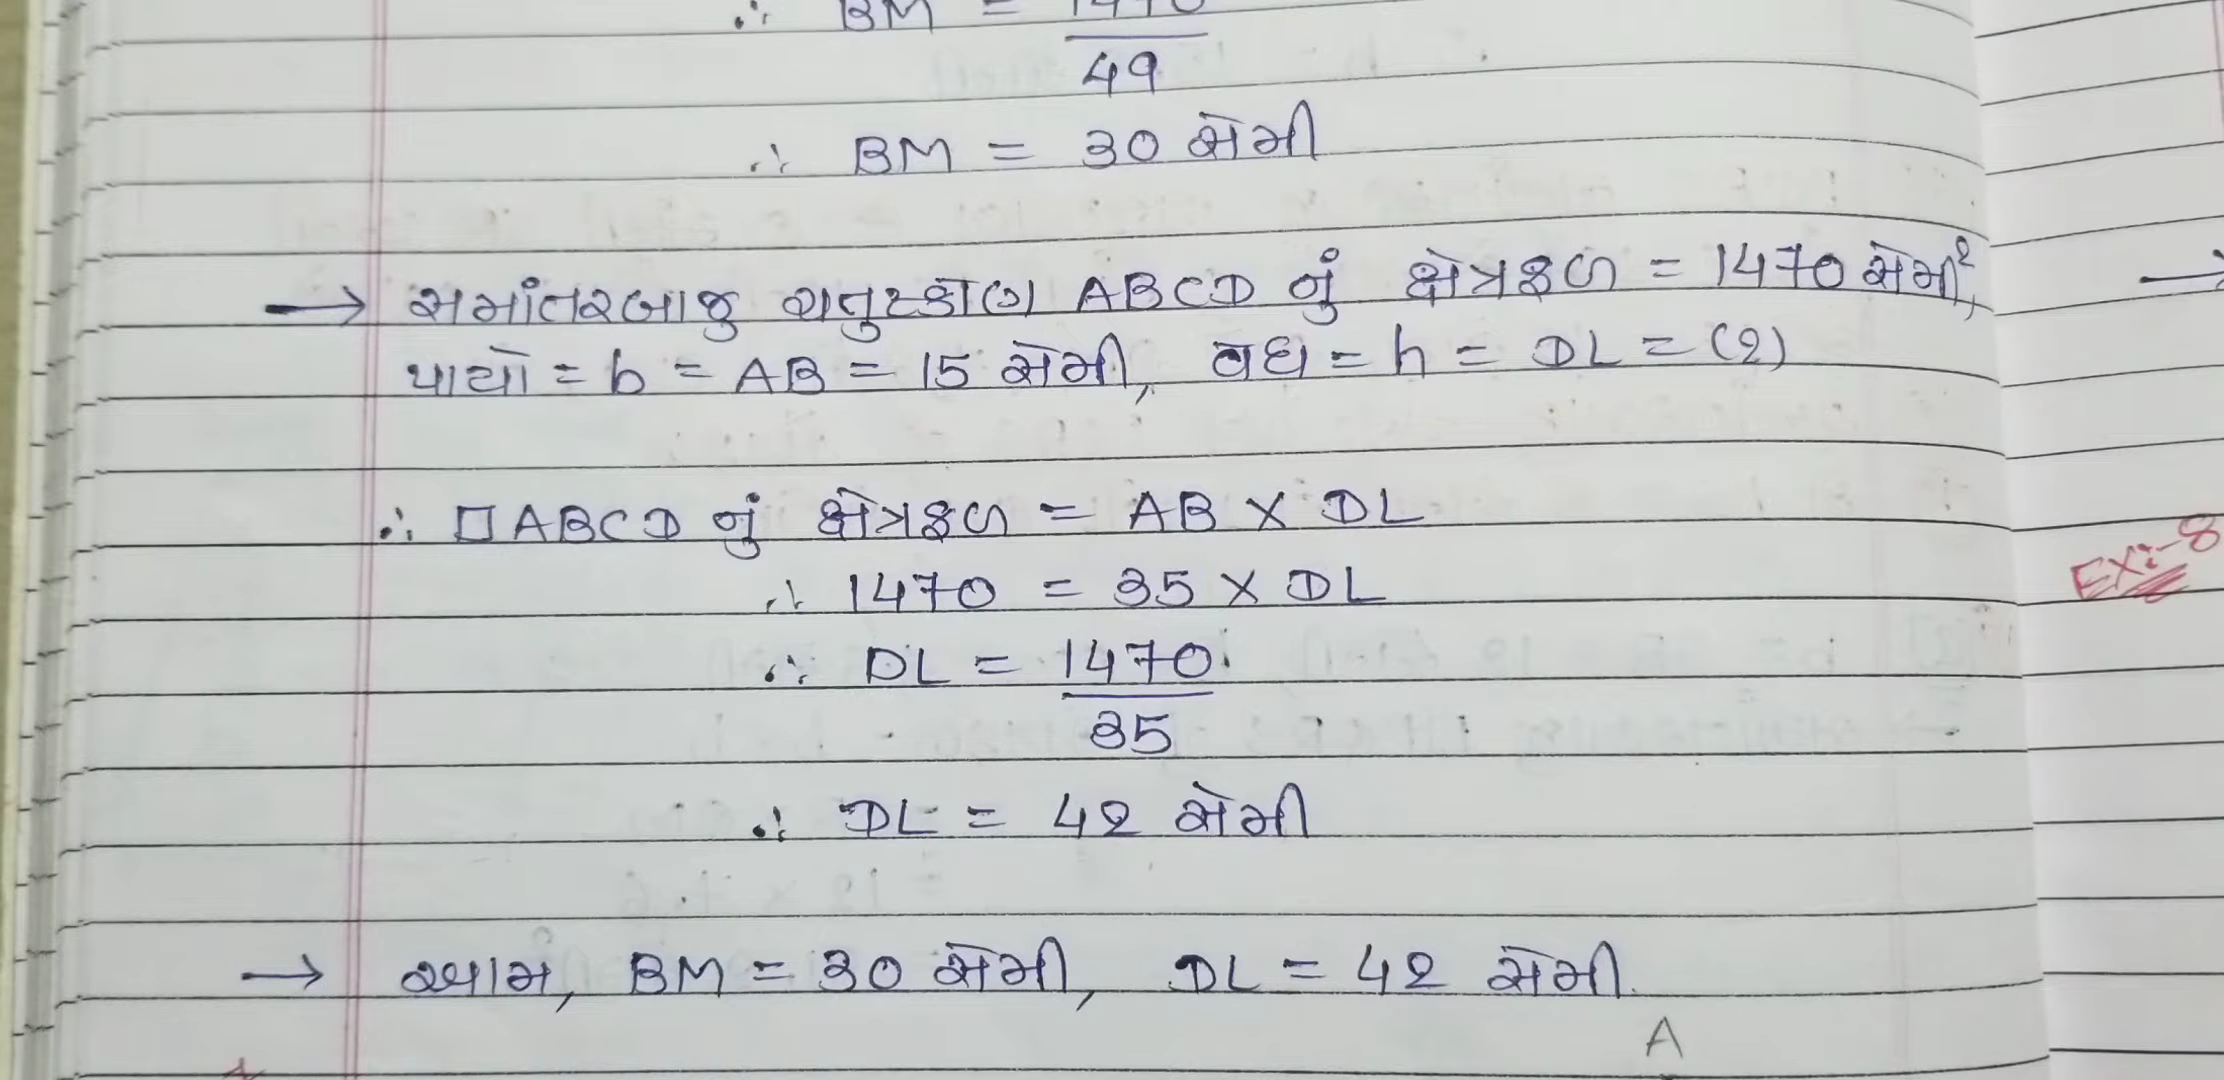 ∴ BM = 1470
49
∴ BM = 30 સેમી
→ સમાંતરબાજુ ચતુષ્કોણ ABCD નું ક્ષેત્રફળ = 1470 સેમી²,
પાયો = b = AB = 15 સેમી, વેધ = h = DL = (?)
∴ □ABCD નું ક્ષેત્રફળ = AB × DL
∴ 1470 = 35 × DL
∴ DL = 1470
35
∴ DL = 42 સેમી
→ આમ, BM = 30 સેમી, DL = 42 સેમી.
A
→
Ex:-8